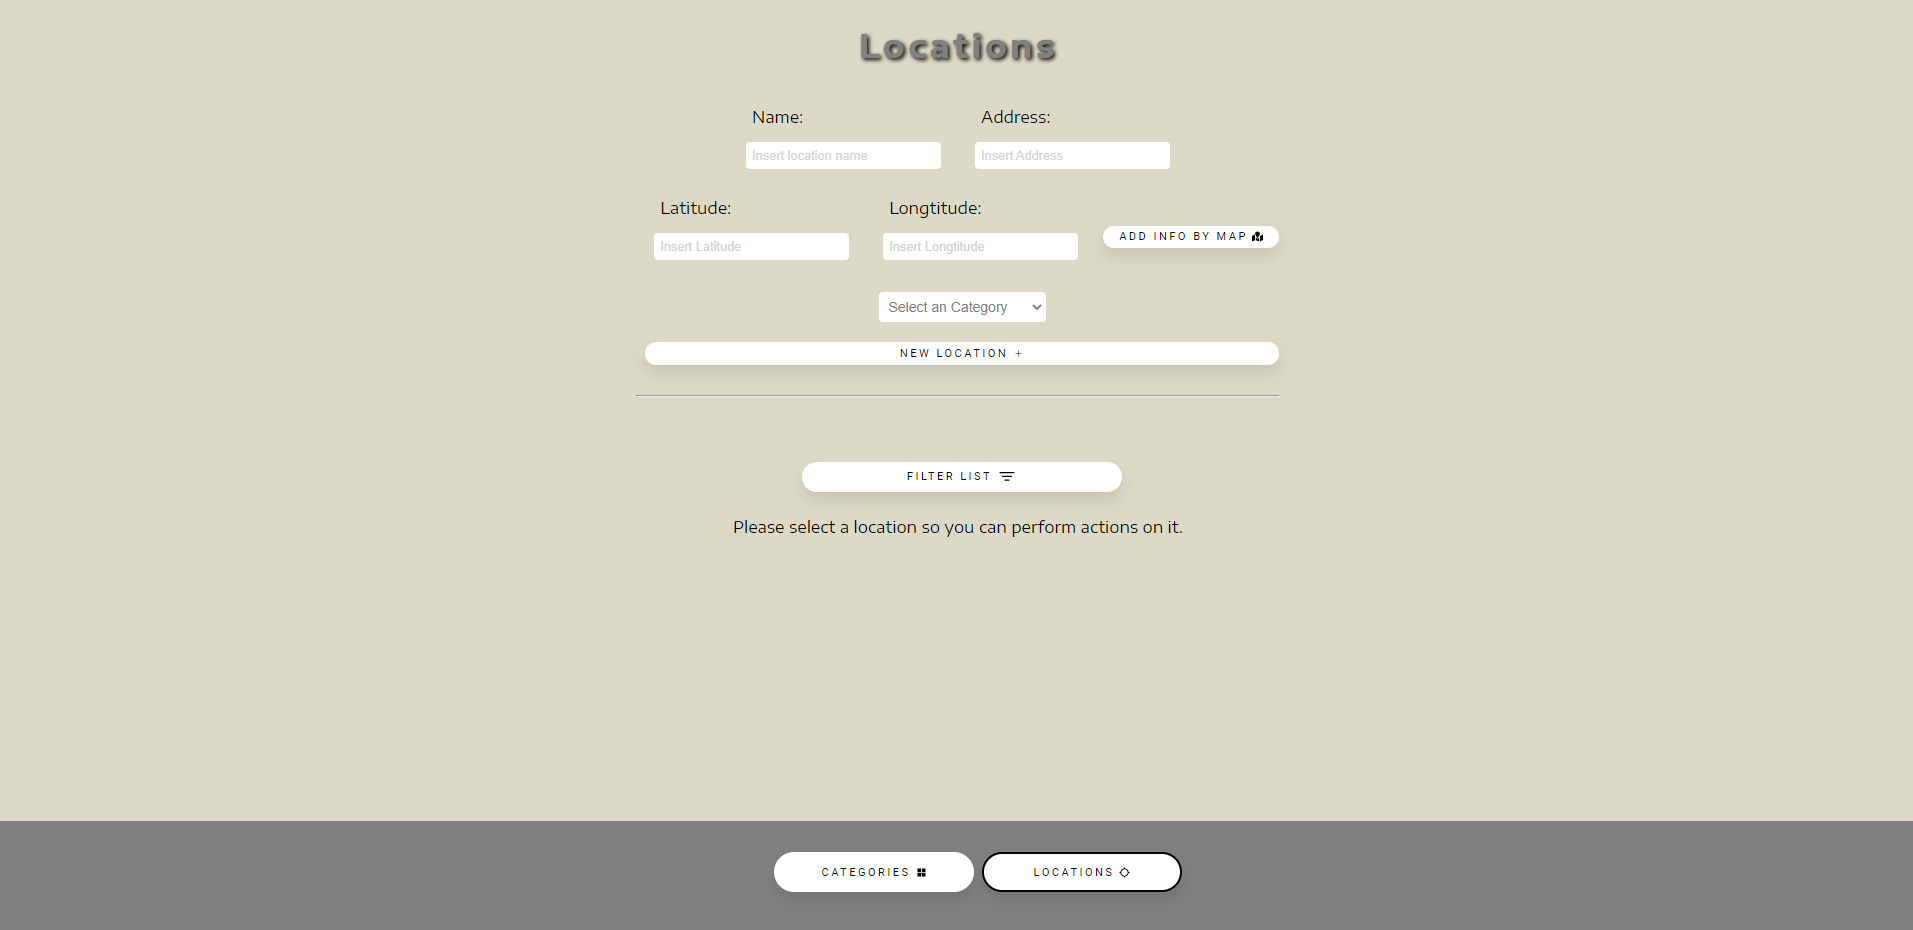 Locations
Name: Address:
Insert location name Insert Address
Latitude: Longtitude:
Insert Latitude Insert Longtitude ADD INFO BY MAP
Select an Category
NEW LOCATION +
FILTER LIST
Please select a location so you can perform actions on it.
CATEGORIES LOCATIONS